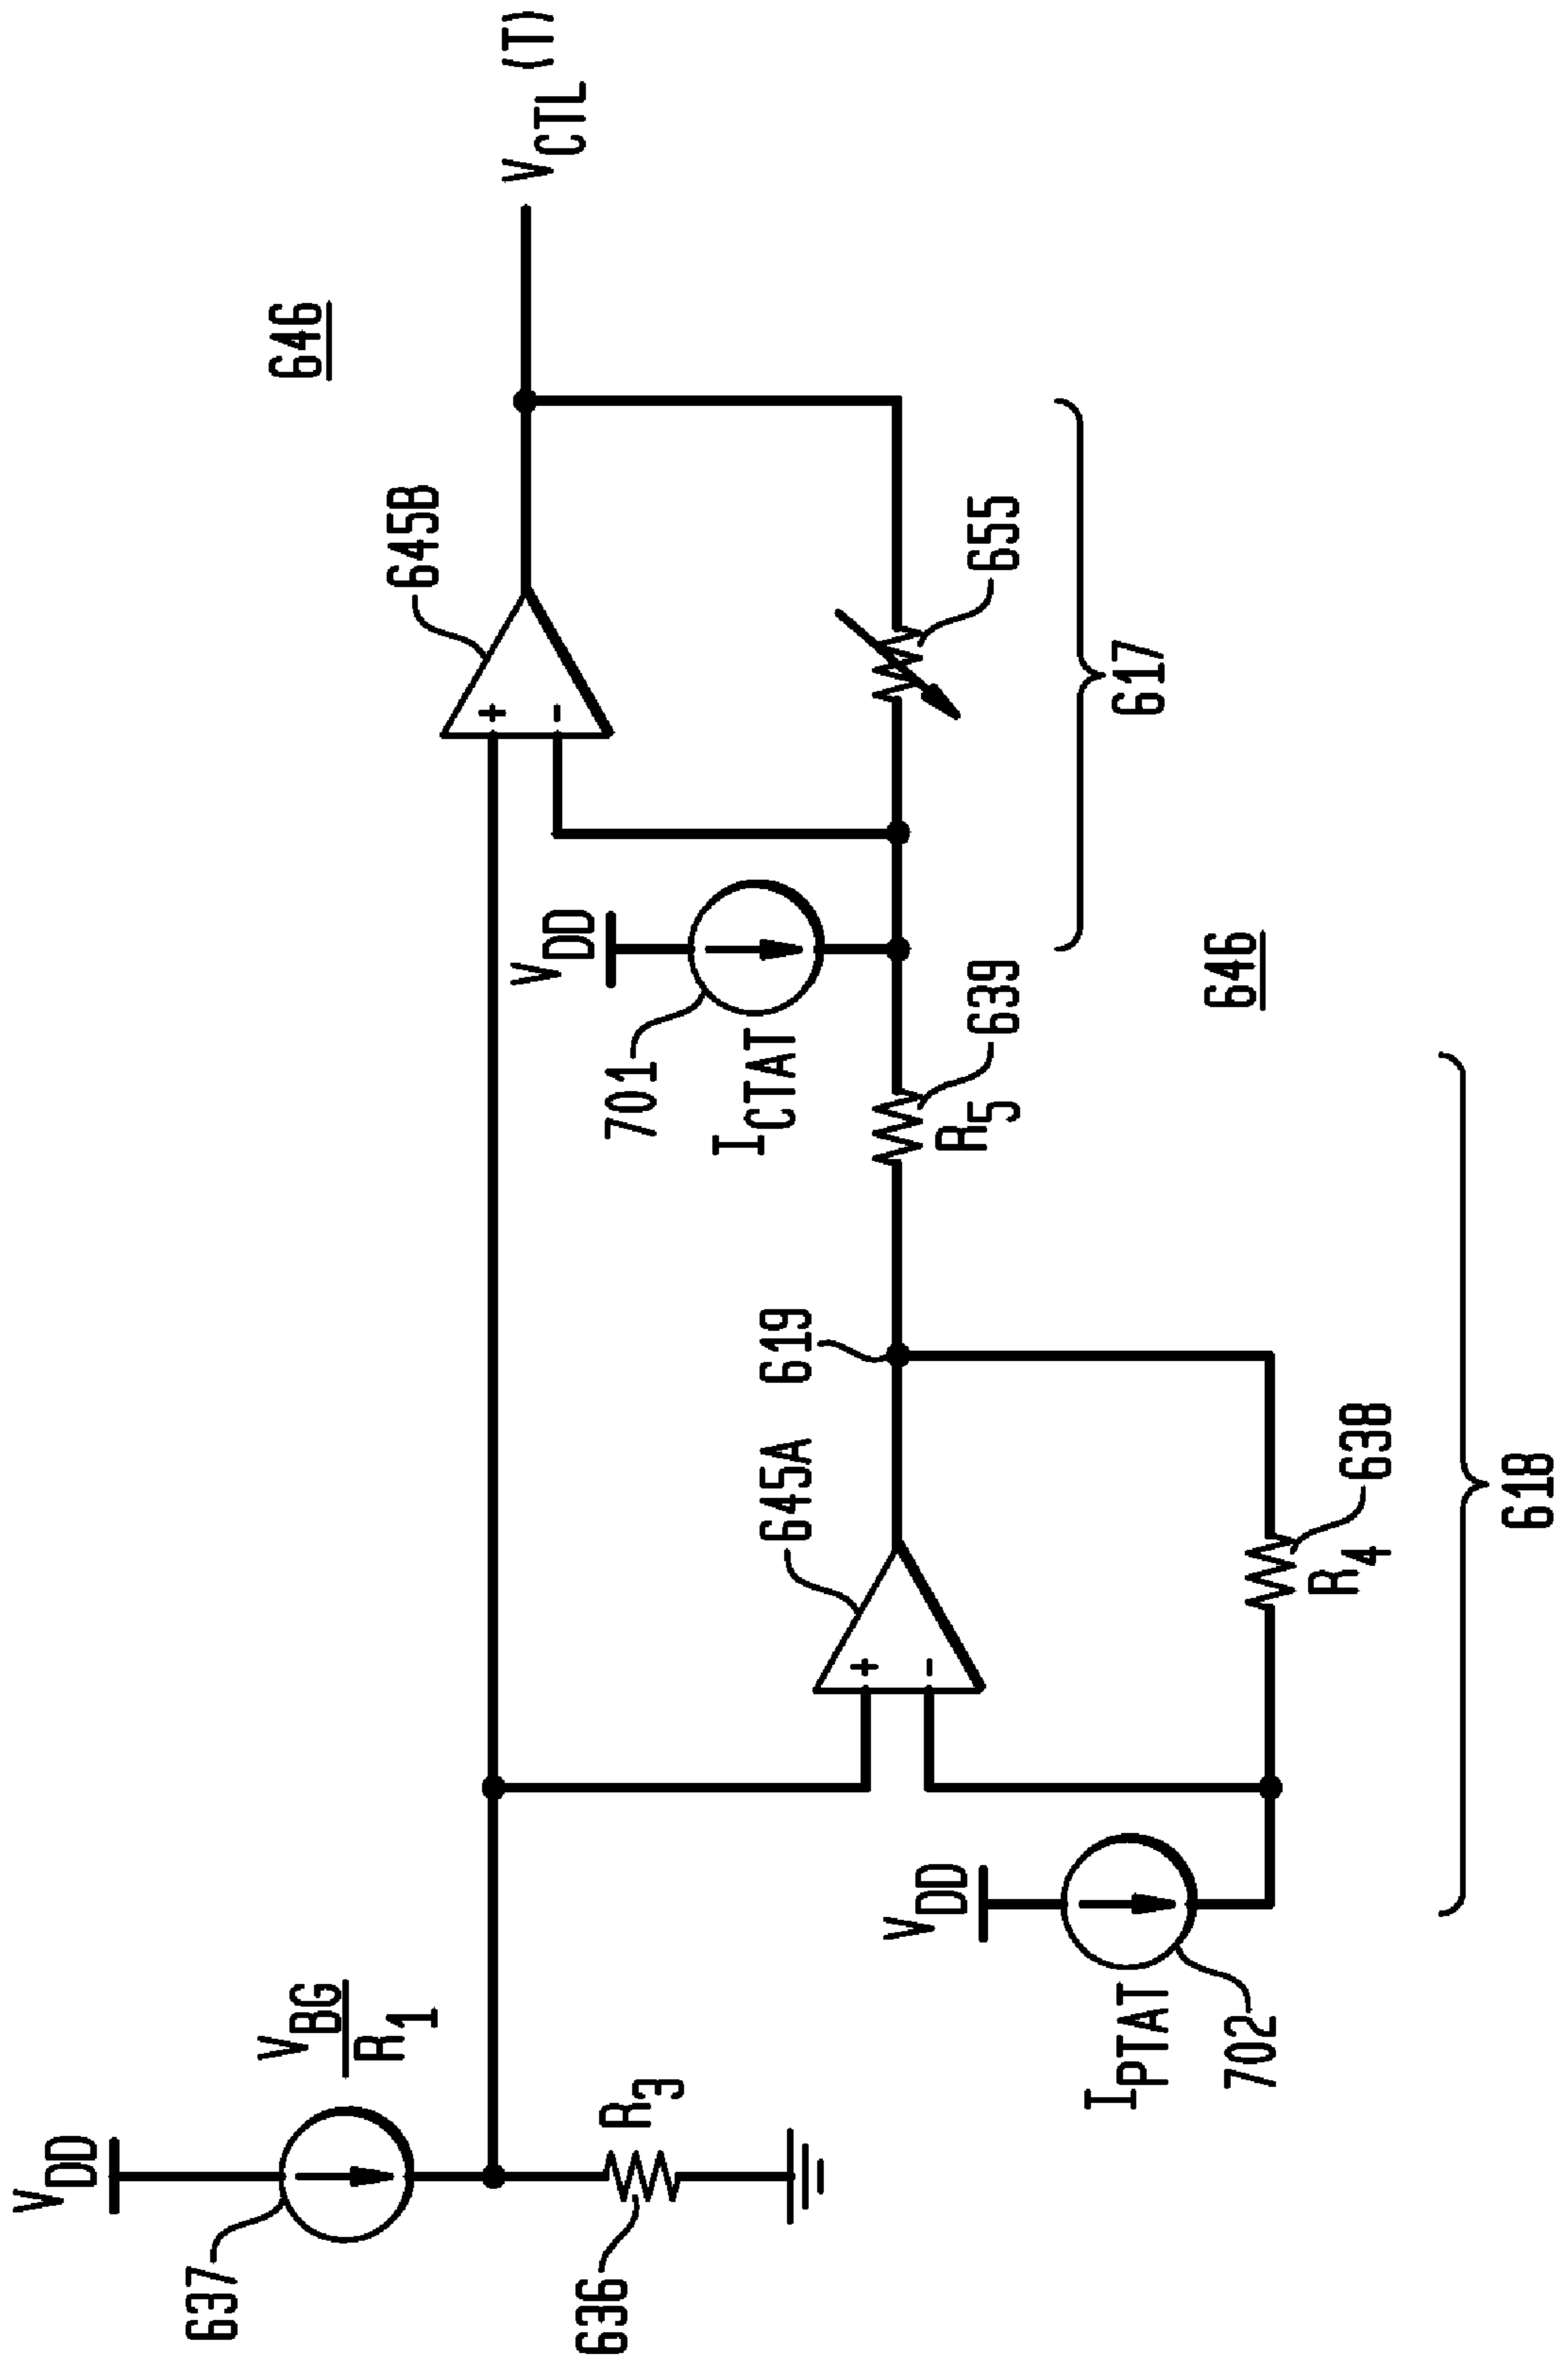 646
645B
V_CTL (T)
V_DD
637
V_BG
R_1
636
R_3
V_DD
701
I_CTAT
655
617
645A
619
R_5
639
646
V_DD
I_PTAT
702
R_4
638
618
+
-
+
-